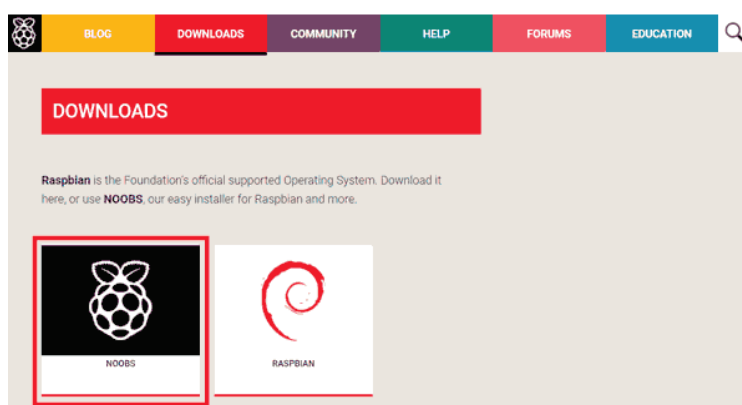 BLOG DOWNLOADS COMMUNITY HELP FORUMS EDUCATION
DOWNLOADS
Raspbian is the Foundation's official supported Operating System. Download it
here, or use NOOBS, our easy installer for Raspbian and more.
NOOBS RASPBIAN